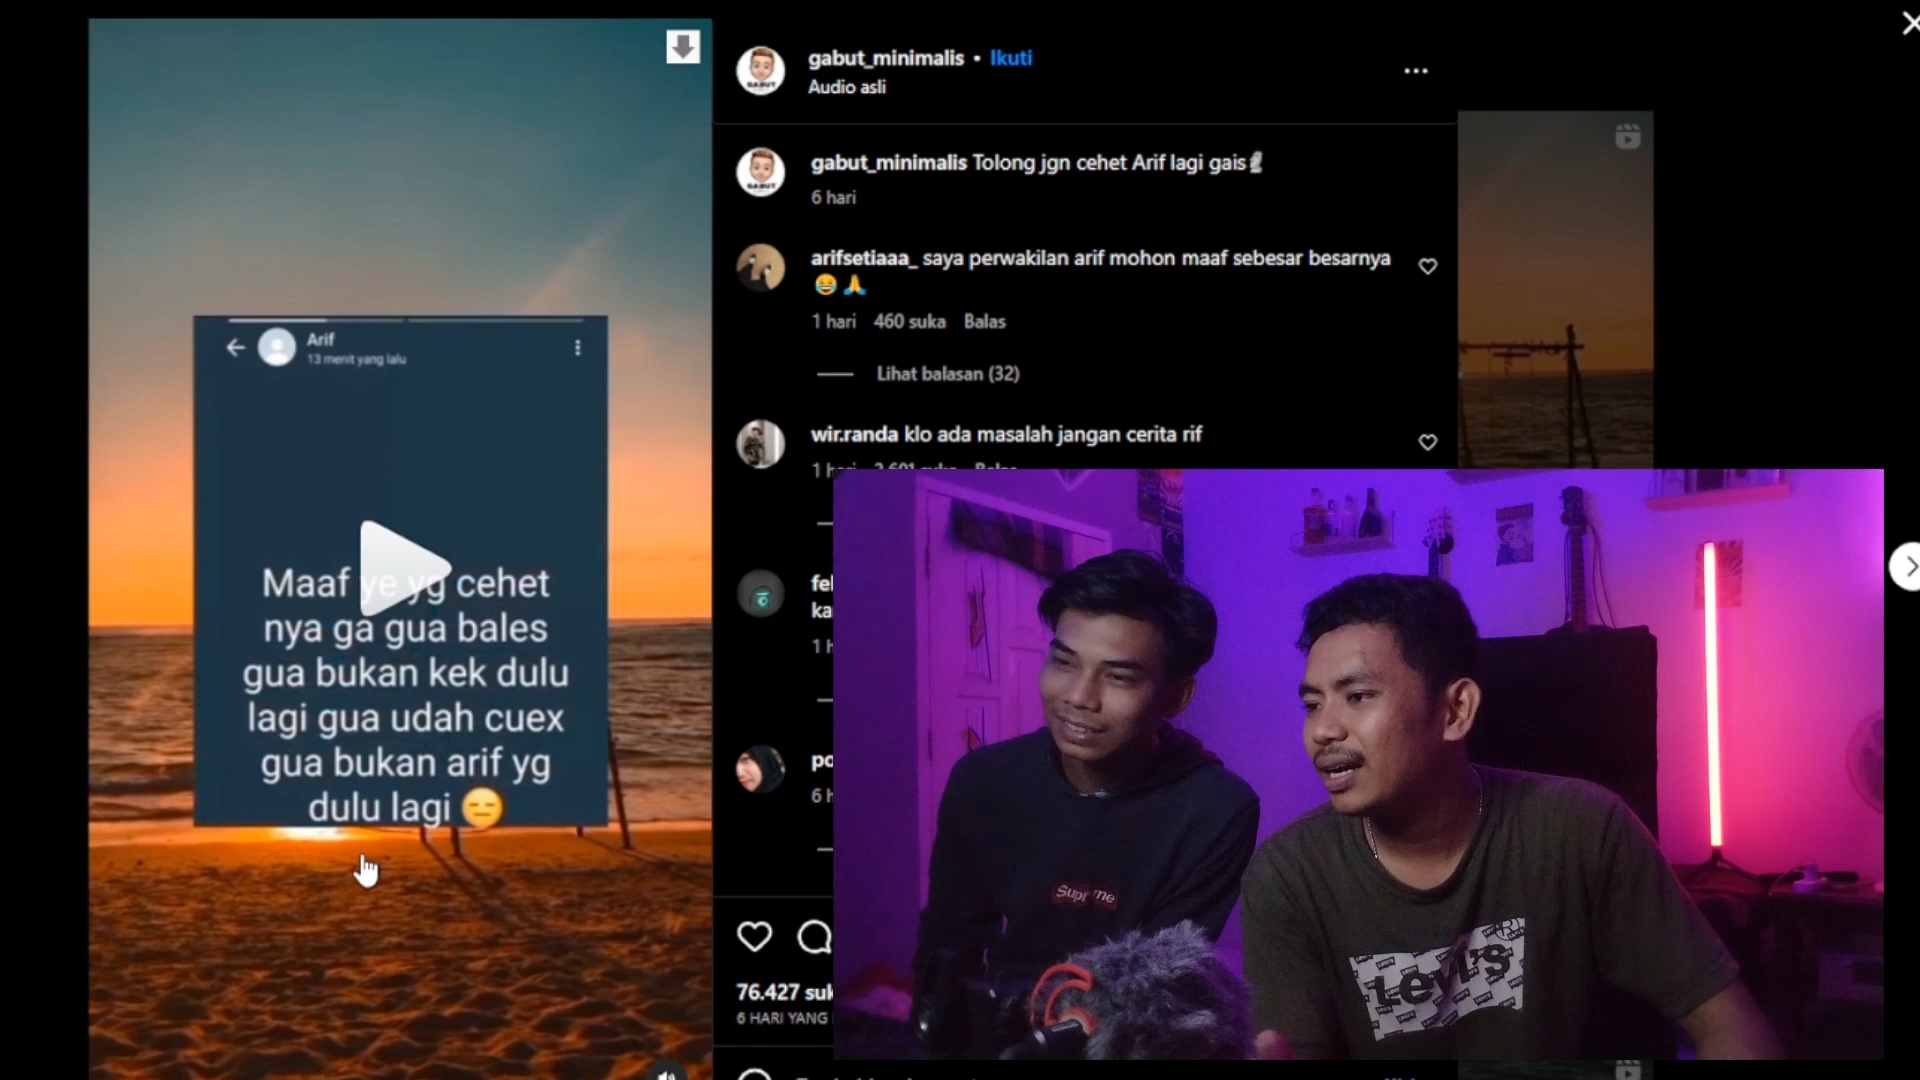 gabut_minimalis • Ikuti
Audio asli
gabut_minimalis Tolong jgn cehet Arif lagi gais✌
6 hari
arifsetiaaa_ saya perwakilan arif mohon maaf sebesar besarnya
😂🙏
1 hari 460 suka Balas
Lihat balasan (32)
wir.randa klo ada masalah jangan cerita rif
Arif
13 menit yang lalu
Maaf ye yg cehet
nya ga gua bales
gua bukan kek dulu
lagi gua udah cuex
gua bukan arif yg
dulu lagi 😑
76.427
6 HARI YANG
Levi's
GABUT
GABUT